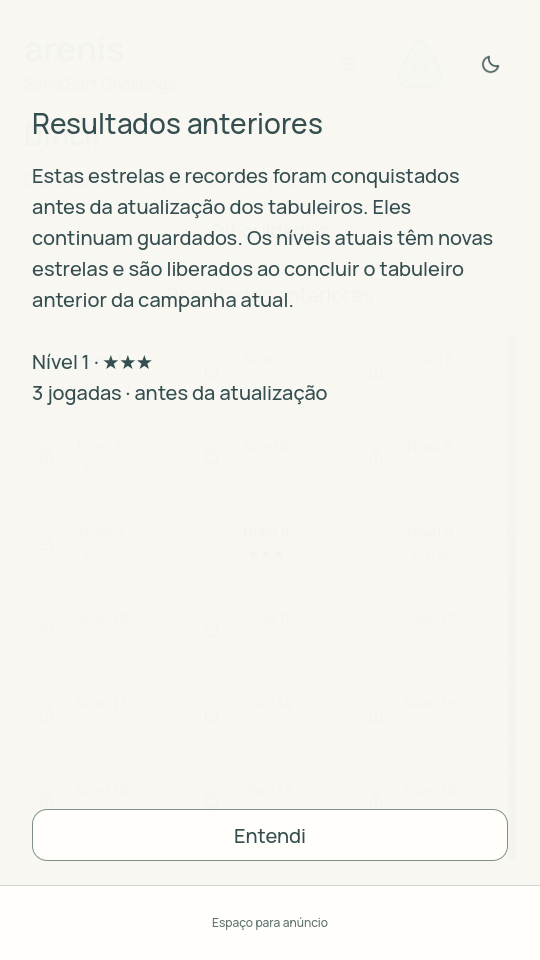 arenis
Resultados anteriores
Estas estrelas e recordes foram conquistados
antes da atualização dos tabuleiros. Eles
continuam guardados. Os níveis atuais têm novas
estrelas e são liberados ao concluir o tabuleiro
anterior da campanha atual.
Nível 1 · ★★★
3 jogadas · antes da atualização
Entendi
Espaço para anúncio